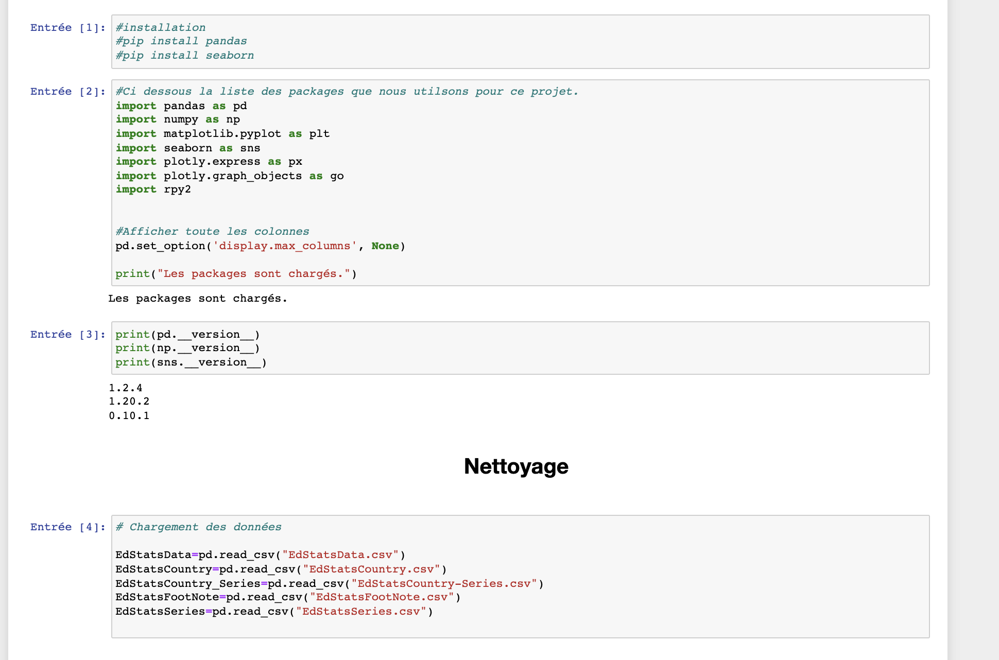 Entrée [1]: #installation
#pip install pandas
#pip install seaborn
Entrée [2]: #Ci dessous la liste des packages que nous utilsons pour ce projet.
import pandas as pd
import numpy as np
import matplotlib.pyplot as plt
import seaborn as sns
import plotly.express as px
import plotly.graph_objects as go
import rpy2
#Afficher toute les colonnes
pd.set_option('display.max_columns', None)
print("Les packages sont chargés.")
Les packages sont chargés.
Entrée [3]: print(pd.__version__)
print(np.__version__)
print(sns.__version__)
1.2.4
1.20.2
0.10.1
Nettoyage
Entrée [4]: # Chargement des données
EdStatsData=pd.read_csv("EdStatsData.csv")
EdStatsCountry=pd.read_csv("EdStatsCountry.csv")
EdStatsCountry_Series=pd.read_csv("EdStatsCountry-Series.csv")
EdStatsFootNote=pd.read_csv("EdStatsFootNote.csv")
EdStatsSeries=pd.read_csv("EdStatsSeries.csv")